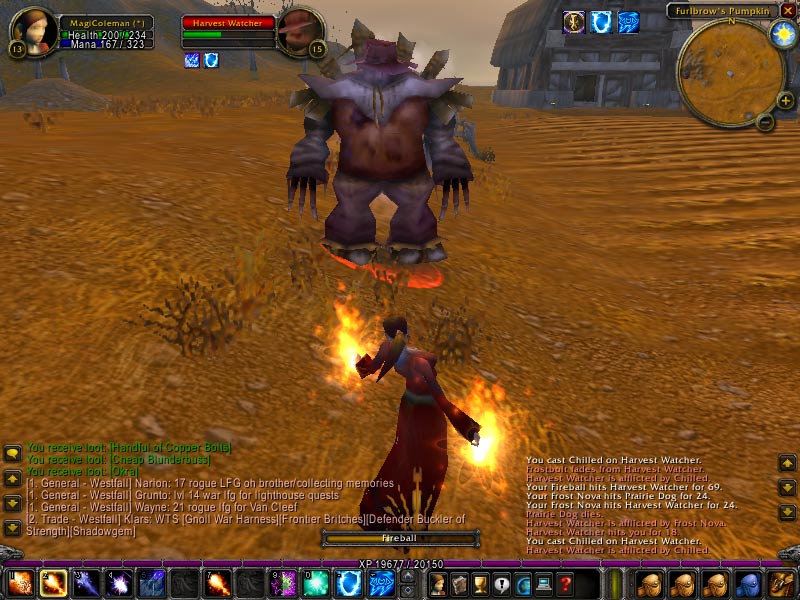 MagiColeman (*)
Health 200 / 234
Mana 167 / 323
13
Harvest Watcher
15
Furlbrow's Pumpkin
N
You receive loot: [Handful of Copper Bolts]
You receive loot: [Cheap Blunderbuss]
You receive loot: [Okra]
[1. General - Westfall] Narion: 17 rogue LFG oh brother/collecting memories
[1. General - Westfall] Grunto: lvl 14 war lfg for lighthouse quests
[1. General - Westfall] Wayne: 21 rogue lfg for Van Cleef
[2. Trade - Westfall] Klars: WTS [Gnoll War Harness][Frontier Britches][Defender Buckler of
Strength][Shadowgem]
You cast Chilled on Harvest Watcher.
Frostbolt fades from Harvest Watcher.
Harvest Watcher is afflicted by Chilled.
Your Fireball hits Harvest Watcher for 69.
Your Frost Nova hits Prairie Dog for 24.
Your Frost Nova hits Harvest Watcher for 24.
Prairie Dog dies.
Harvest Watcher is afflicted by Frost Nova.
Harvest Watcher hits you for 18.
You cast Chilled on Harvest Watcher.
Harvest Watcher is afflicted by Chilled.
Fireball
XP 19677 / 20150